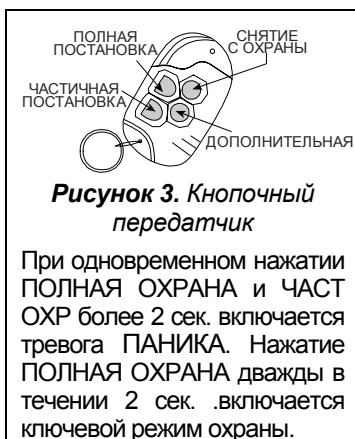 ПОЛНАЯ
ПОСТАНОВКА
СНЯТИЕ
С ОХРАНЫ
ЧАСТИЧНАЯ
ПОСТАНОВКА
ДОПОЛНИТЕЛЬНАЯ
Рисунок 3. Кнопочный
передатчик
При одновременном нажатии
ПОЛНАЯ ОХРАНА и ЧАСТ
ОХР более 2 сек. включается
тревога ПАНИКА. Нажатие
ПОЛНАЯ ОХРАНА дважды в
течении 2 сек. .включается
ключевой режим охраны.